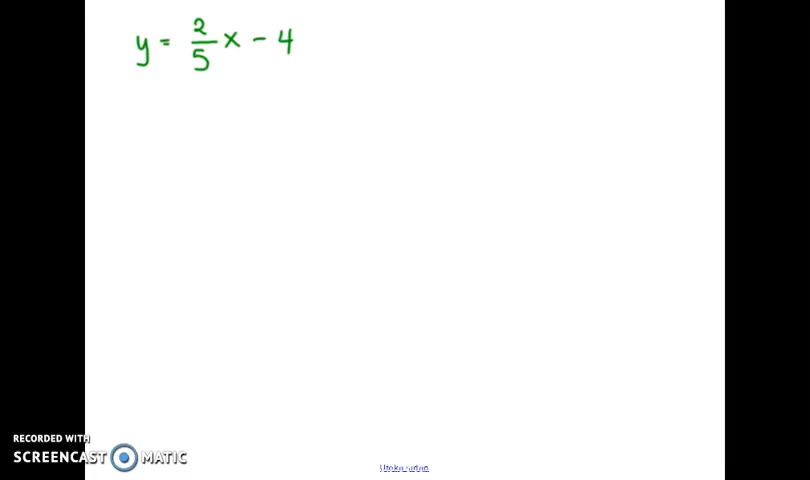 y = 2/5 x - 4
RECORDED WITH
SCREENCAST MATIC